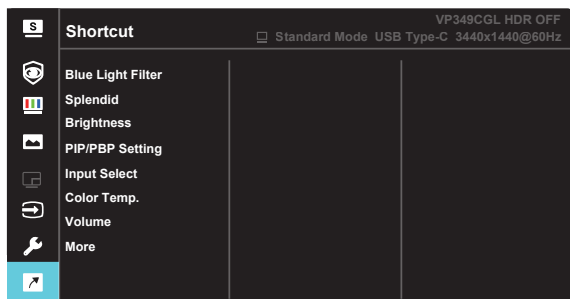 S
Shortcut
VP349CGL HDR OFF
Standard Mode USB Type-C 3440x1440@60Hz
Blue Light Filter
Splendid
Brightness
PIP/PBP Setting
Input Select
Color Temp.
Volume
More